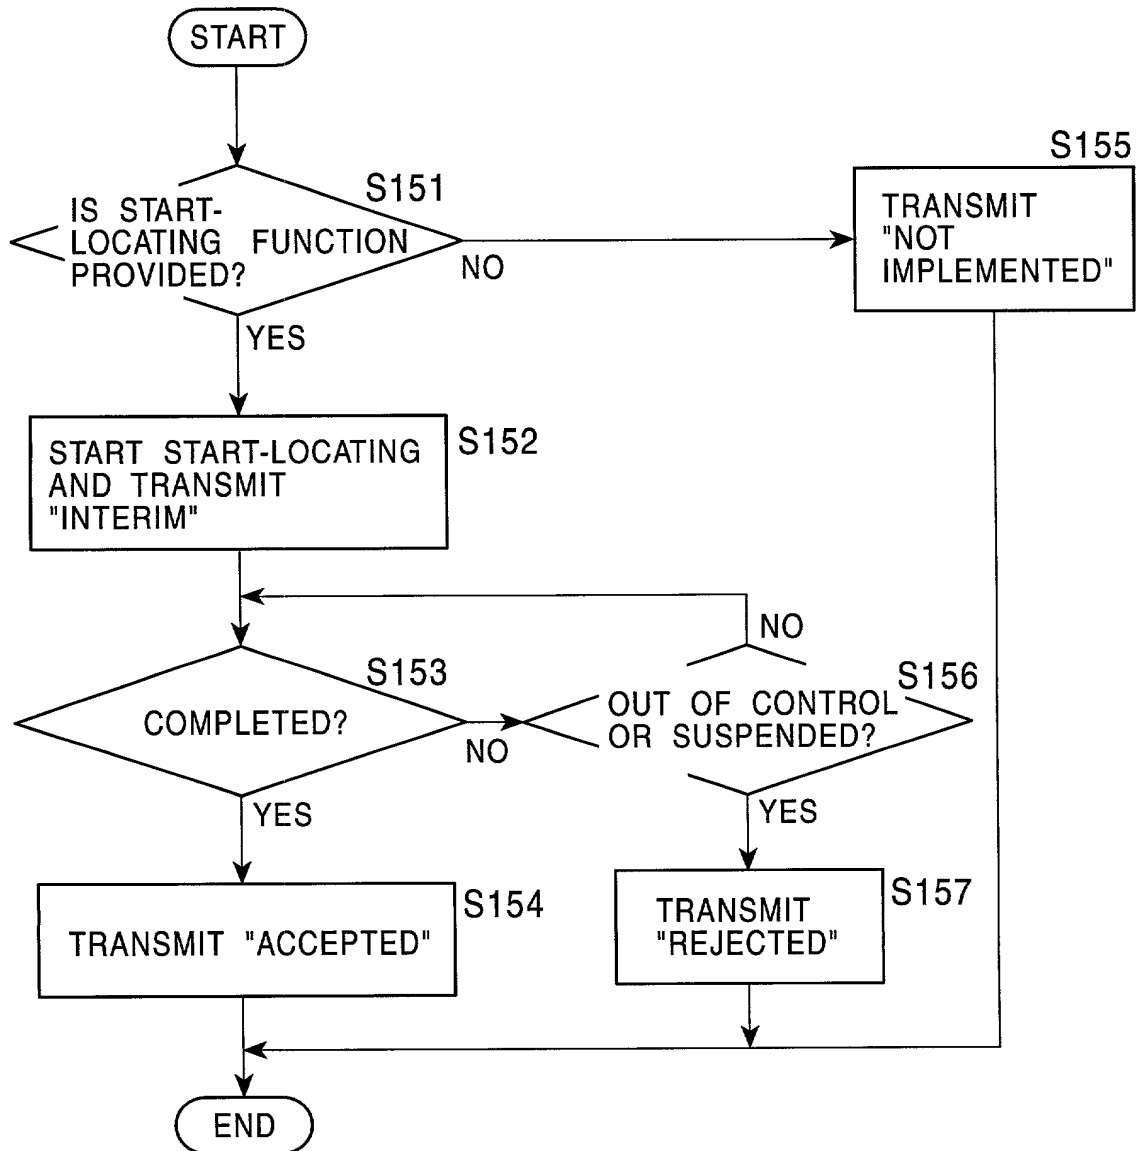 START
S151
IS START-
LOCATING FUNCTION
PROVIDED?
NO
YES
S155
TRANSMIT
"NOT
IMPLEMENTED"
S152
START START-LOCATING
AND TRANSMIT
"INTERIM"
S153
COMPLETED?
NO
YES
NO
S156
OUT OF CONTROL
OR SUSPENDED?
YES
S154
TRANSMIT "ACCEPTED"
S157
TRANSMIT
"REJECTED"
END